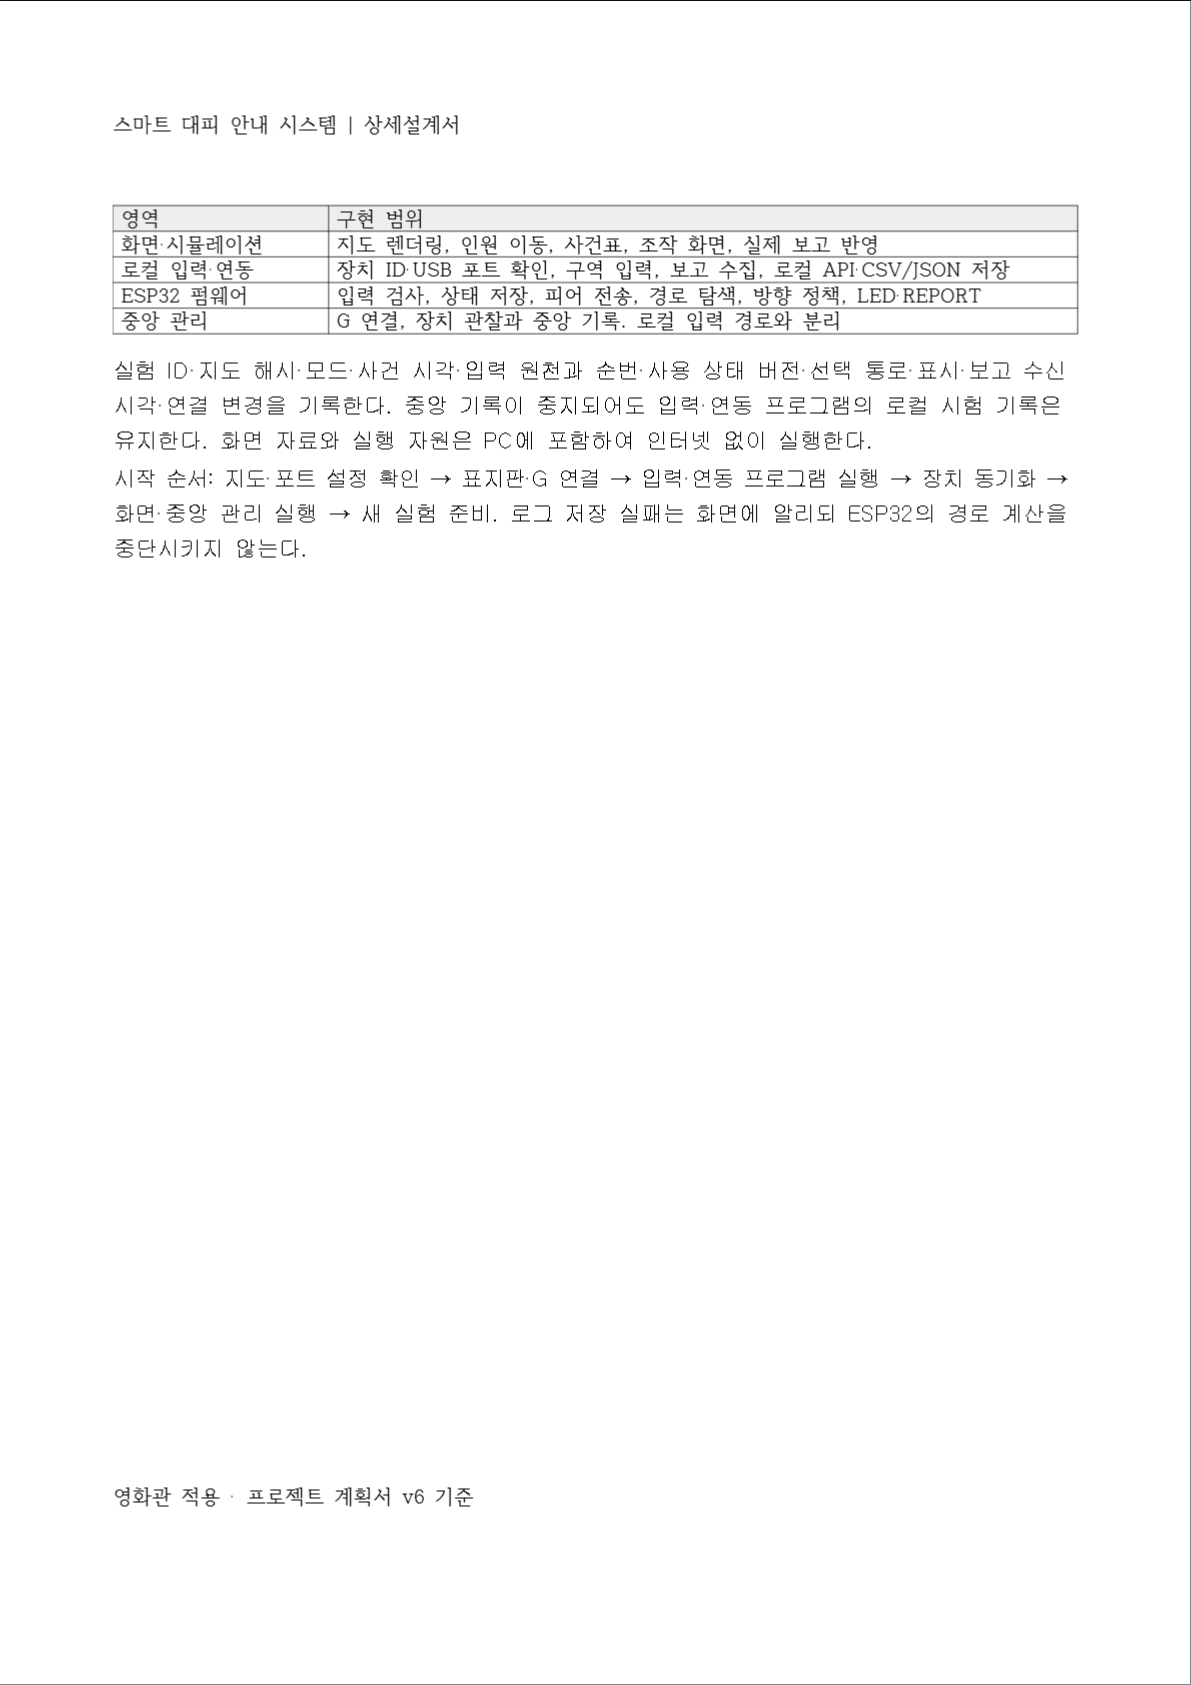 스마트 대피 안내 시스템 | 상세설계서
영역 구현 범위
화면·시뮬레이션 지도 렌더링, 인원 이동, 사건표, 조작 화면, 실제 보고 반영
로컬 입력·연동 장치 ID·USB 포트 확인, 구역 입력, 보고 수집, 로컬 API·CSV/JSON 저장
ESP32 펌웨어 입력 검사, 상태 저장, 피어 전송, 경로 탐색, 방향 정책, LED·REPORT
중앙 관리 G 연결, 장치 관찰과 중앙 기록. 로컬 입력 경로와 분리
실험 ID·지도 해시·모드·사건 시각·입력 원천과 순번·사용 상태 버전·선택 통로·표시·보고 수신
시각·연결 변경을 기록한다. 중앙 기록이 중지되어도 입력·연동 프로그램의 로컬 시험 기록은
유지한다. 화면 자료와 실행 자원은 PC에 포함하여 인터넷 없이 실행한다.
시작 순서: 지도·포트 설정 확인 → 표지판·G 연결 → 입력·연동 프로그램 실행 → 장치 동기화 →
화면·중앙 관리 실행 → 새 실험 준비. 로그 저장 실패는 화면에 알리되 ESP32의 경로 계산을
중단시키지 않는다.
영화관 적용 · 프로젝트 계획서 v6 기준